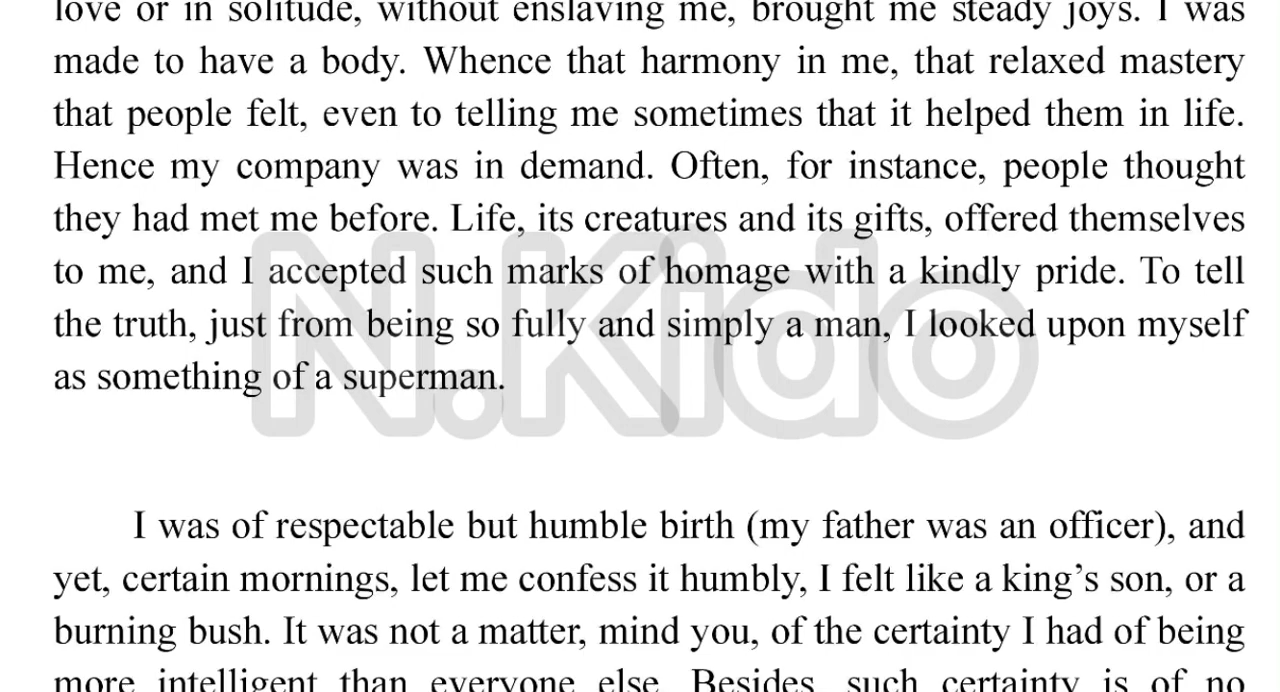 love or in solitude, without enslaving me, brought me steady joys. I was
made to have a body. Whence that harmony in me, that relaxed mastery
that people felt, even to telling me sometimes that it helped them in life.
Hence my company was in demand. Often, for instance, people thought
they had met me before. Life, its creatures and its gifts, offered themselves
to me, and I accepted such marks of homage with a kindly pride. To tell
the truth, just from being so fully and simply a man, I looked upon myself
as something of a superman.
N.Kido
I was of respectable but humble birth (my father was an officer), and
yet, certain mornings, let me confess it humbly, I felt like a king’s son, or a
burning bush. It was not a matter, mind you, of the certainty I had of being
more intelligent than everyone else. Besides, such certainty is of no